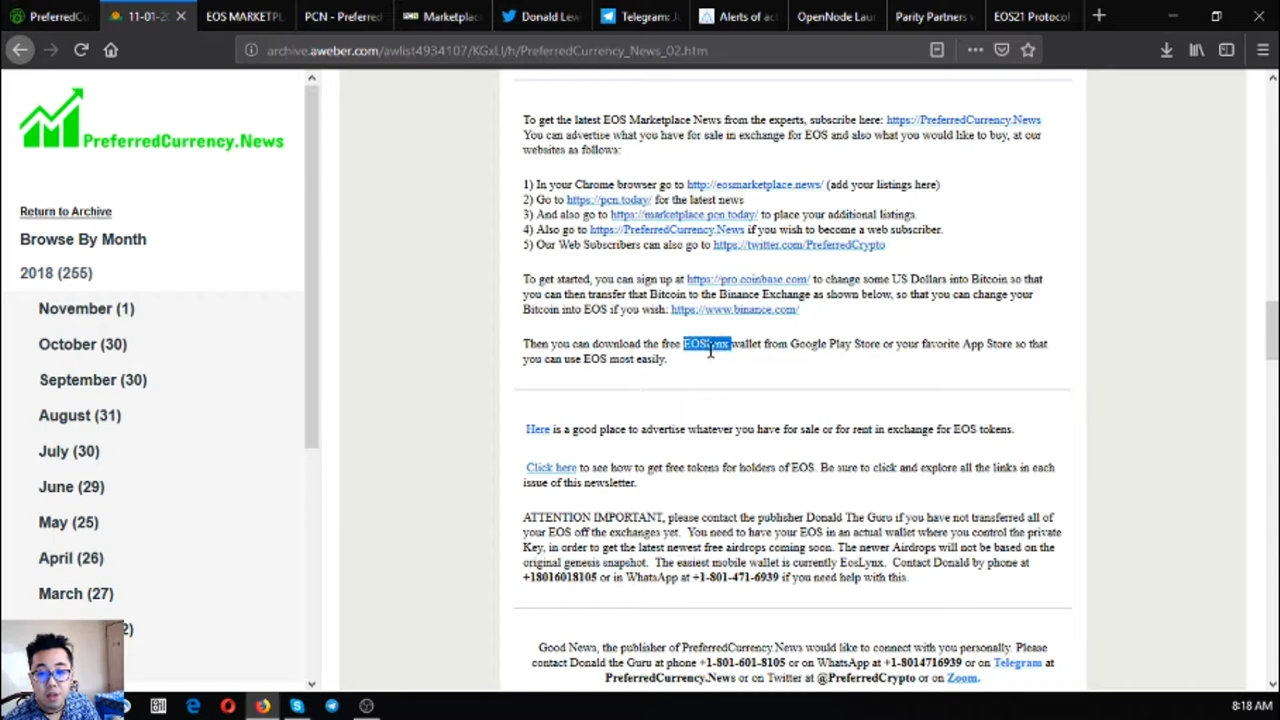 PreferredCu
11-01-20
EOS MARKETPL
PCN - Preferred
Marketplac
Donald Lew
Telegram: J
Alerts of act
OpenNode Lau
Parity Partners v
EOS21 Protocol
archive.aweber.com/awlist4934107/KGxLl/h/PreferredCurrency_News_02.htm
PreferredCurrency.News
Return to Archive
Browse By Month
2018 (255)
November (1)
October (30)
September (30)
August (31)
July (30)
June (29)
May (25)
April (26)
March (27)
2)
To get the latest EOS Marketplace News from the experts, subscribe here: https://PreferredCurrency.News
You can advertise what you have for sale in exchange for EOS and also what you would like to buy, at our
websites as follows:
1) In your Chrome browser go to http://eosmarketplace.news/ (add your listings here)
2) Go to https://pcn.today/ for the latest news
3) And also go to https://marketplace.pcn.today/ to place your additional listings.
4) Also go to https://PreferredCurrency.News if you wish to become a web subscriber.
5) Our Web Subscribers can also go to https://twitter.com/PreferredCrypto
To get started, you can sign up at https://pro.coinbase.com/ to change some US Dollars into Bitcoin so that
you can then transfer that Bitcoin to the Binance Exchange as shown below, so that you can change your
Bitcoin into EOS if you wish: https://www.binance.com/
Then you can download the free EOSLynx wallet from Google Play Store or your favorite App Store so that
you can use EOS most easily.
Here is a good place to advertise whatever you have for sale or for rent in exchange for EOS tokens.
Click here to see how to get free tokens for holders of EOS. Be sure to click and explore all the links in each
issue of this newsletter.
ATTENTION IMPORTANT, please contact the publisher Donald The Guru if you have not transferred all of
your EOS off the exchanges yet. You need to have your EOS in an actual wallet where you control the private
Key, in order to get the latest newest free airdrops coming soon. The newer Airdrops will not be based on the
original genesis snapshot. The easiest mobile wallet is currently EosLynx. Contact Donald by phone at
+18016018105 or in WhatsApp at +1-801-471-6939 if you need help with this.
Good News, the publisher of PreferredCurrency.News would like to connect with you personally. Please
contact Donald the Guru at phone +1-801-601-8105 or on WhatsApp at +1-8014716939 or on Telegram at
PreferredCurrency.News or on Twitter at @PreferredCrypto or on Zoom.
8:18 AM